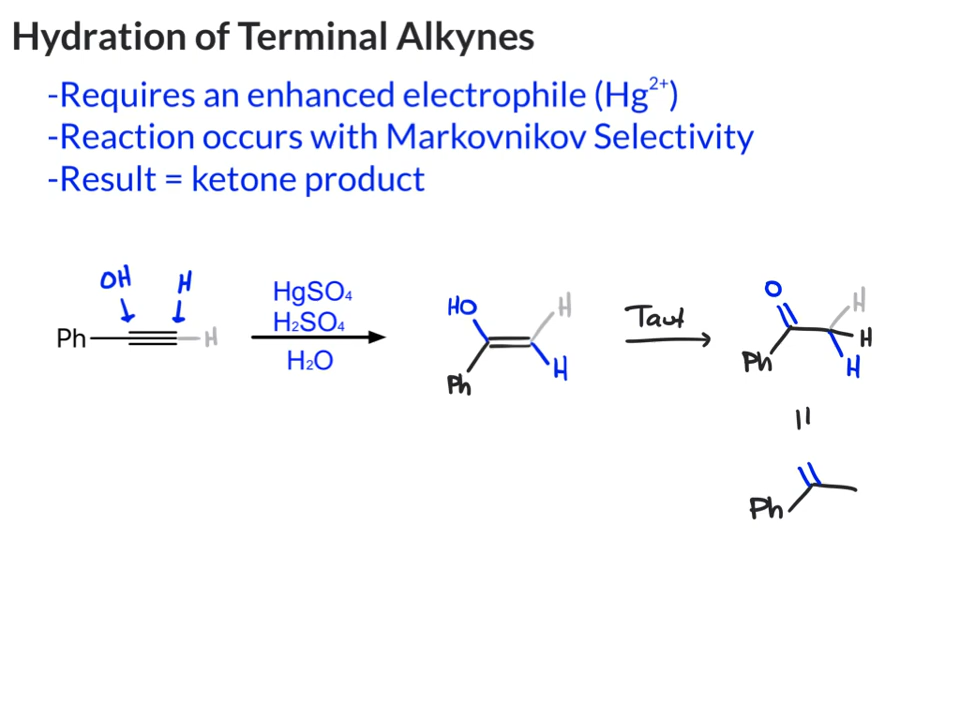 Hydration of Terminal Alkynes
-Requires an enhanced electrophile (Hg²⁺)
-Reaction occurs with Markovnikov Selectivity
-Result = ketone product
OH H
Ph H
HgSO₄
H₂SO₄
H₂O
HO H
Ph H
Taut
O H
Ph H
H
=
Ph